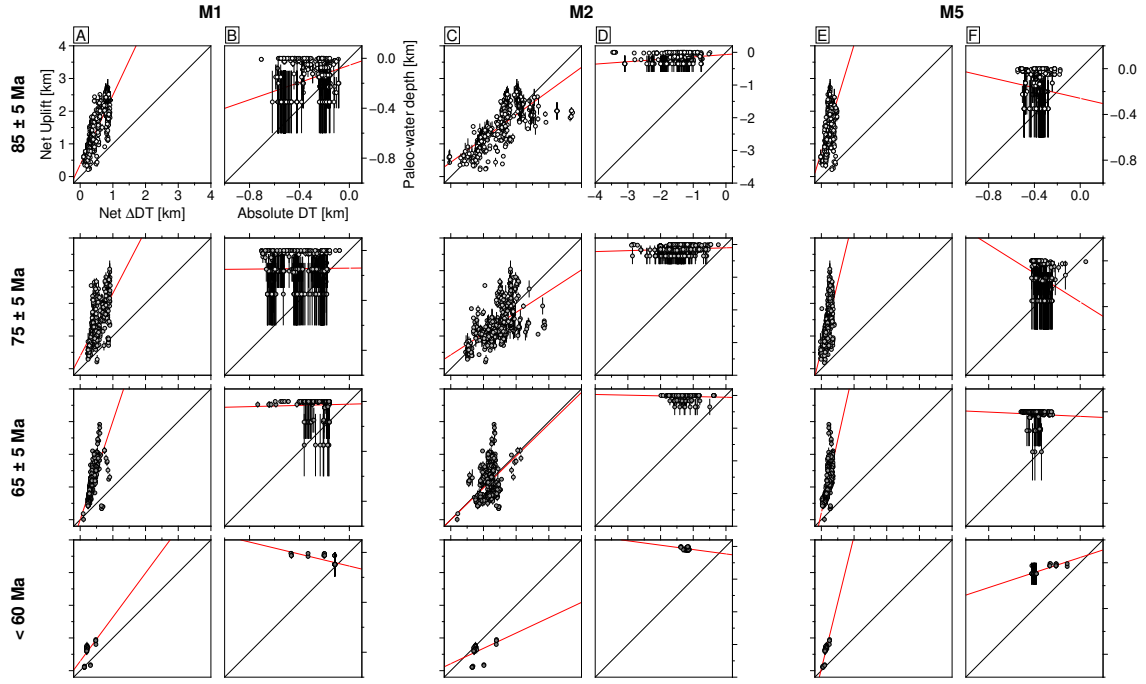 M1
M2
M5
A
B
C
D
E
F
85 ± 5 Ma
Net Uplift [km]
4
3
2
1
0
0.0
−0.4
−0.8
Paleo−water depth [km]
0
−1
−2
−3
−4
0.0
−0.4
−0.8
0 1 2 3 4
Net ΔDT [km]
−0.8 −0.4 0.0
Absolute DT [km]
−4 −3 −2 −1 0
−0.8 −0.4 0.0
75 ± 5 Ma
65 ± 5 Ma
< 60 Ma